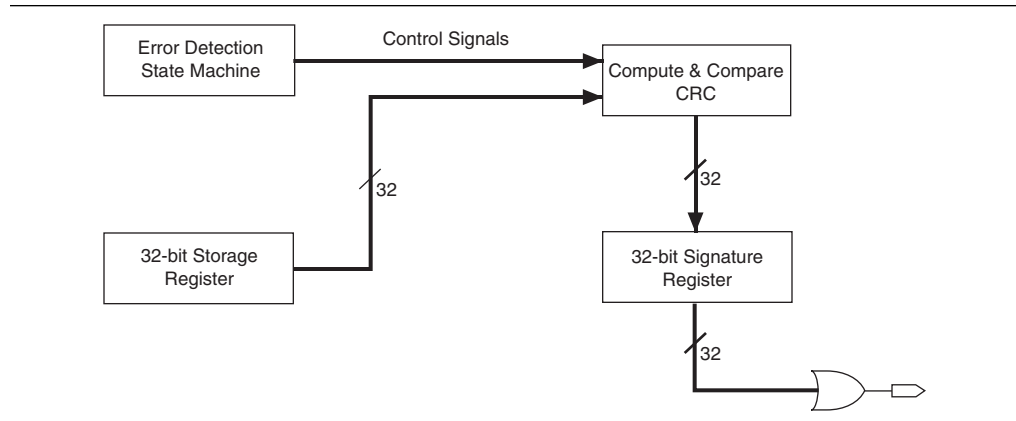 Error Detection
State Machine
Control Signals
Compute & Compare
CRC
32
32
32-bit Storage
Register
32-bit Signature
Register
32